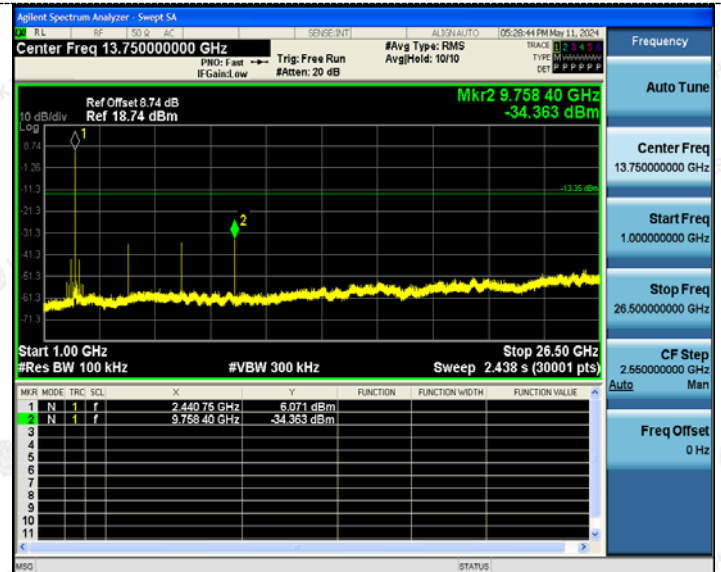 Agilent Spectrum Analyzer - Swept SA
RL RF 50 Ω AC SENSE:INT ALIGNAUTO 05:28:44 PM May 11, 2024
Center Freq 13.750000000 GHz
PNO: Fast
IFGain:Low
Trig: Free Run
#Atten: 20 dB
#Avg Type: RMS
Avg|Hold: 10/10
TRACE 1 2 3 4 5 6
TYPE M
DET P P P P P P
Mkr2 9.758 40 GHz
-34.363 dBm
Ref Offset 8.74 dB
10 dB/div Ref 18.74 dBm
Log
8.74
-1.26
-11.3
-21.3
-31.3
-41.3
-51.3
-61.3
-71.3
1
2
-13.35 dBm
Start 1.00 GHz Stop 26.50 GHz
#Res BW 100 kHz #VBW 300 kHz Sweep 2.438 s (30001 pts)
MKR MODE TRC SCL X Y FUNCTION FUNCTION WIDTH FUNCTION VALUE
1 N 1 f 2.440 75 GHz 6.071 dBm
2 N 1 f 9.758 40 GHz -34.363 dBm
3
4
5
6
7
8
9
10
11
MSG STATUS
Frequency
Auto Tune
Center Freq
13.750000000 GHz
Start Freq
1.000000000 GHz
Stop Freq
26.500000000 GHz
CF Step
2.550000000 GHz
Auto Man
Freq Offset
0 Hz